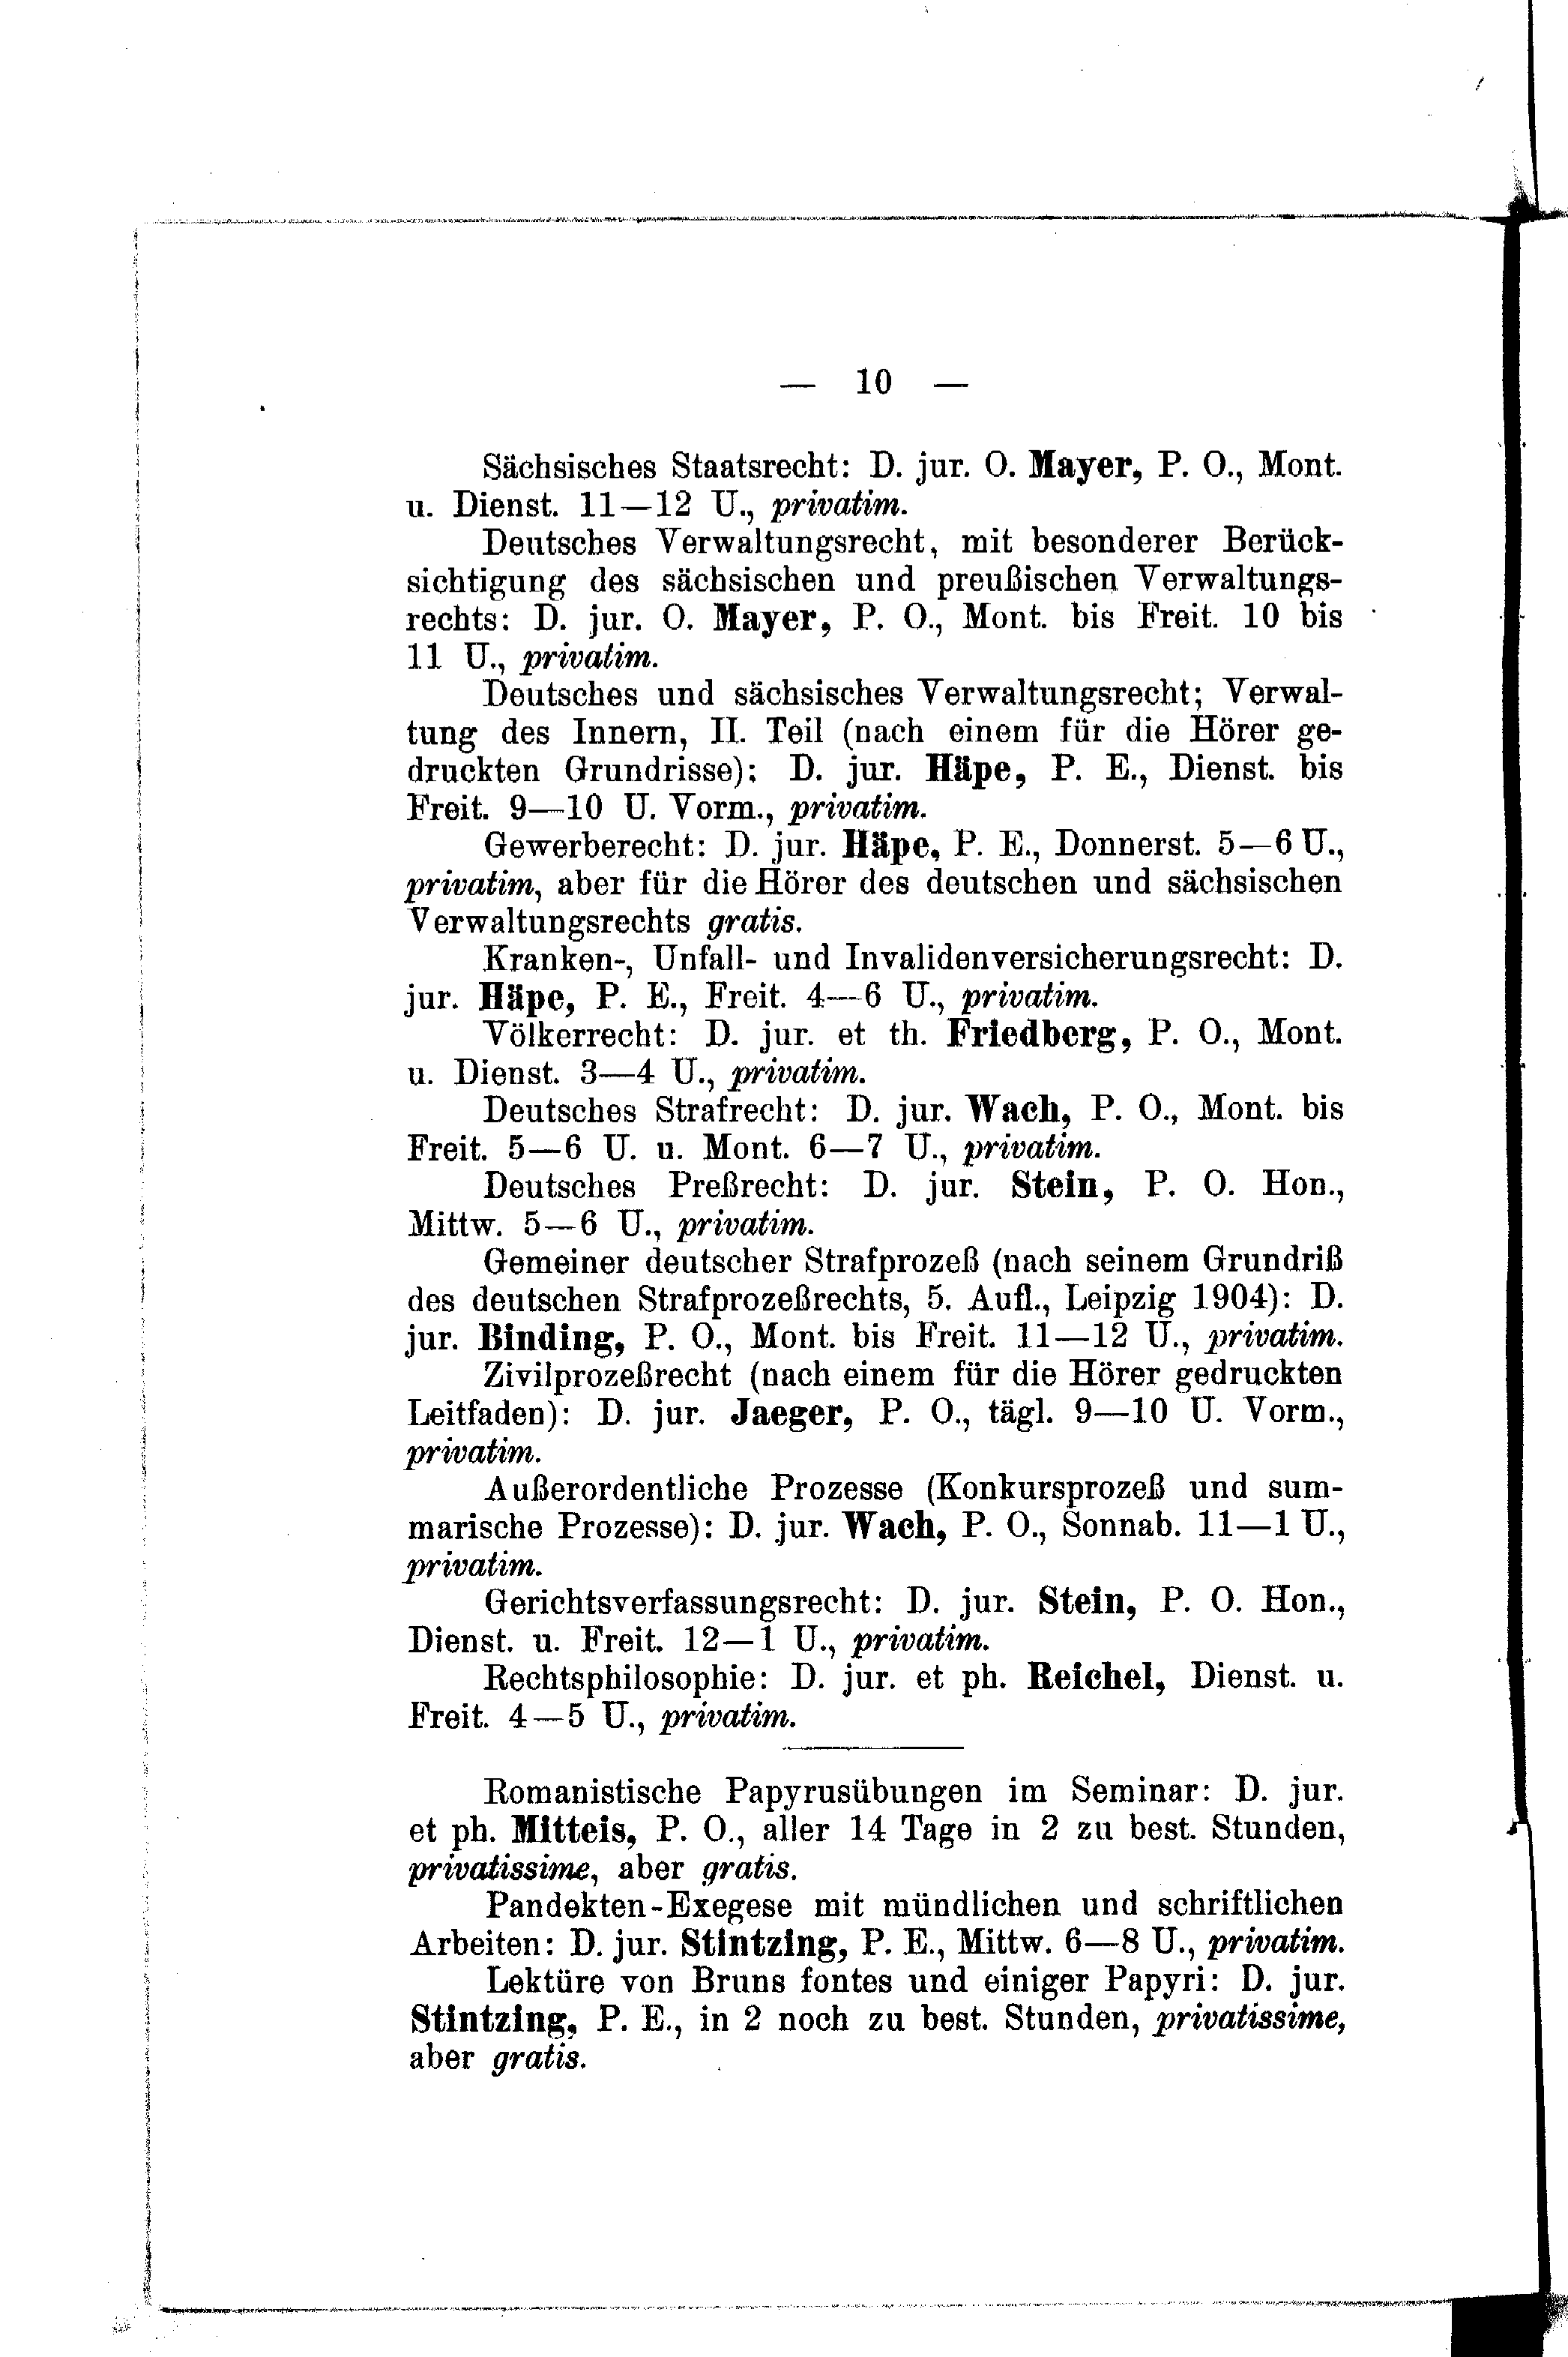 — 10 —
Sächsisches Staatsrecht: D. jur. O. Mayer, P. O., Mont.
u. Dienst. 11—12 U., privatim.
Deutsches Verwaltungsrecht, mit besonderer Berück-
sichtigung des sächsischen und preußischen Verwaltungs-
rechts: D. jur. O. Mayer, P. O., Mont. bis Freit. 10 bis
11 U., privatim.
Deutsches und sächsisches Verwaltungsrecht; Verwal-
tung des Innern, II. Teil (nach einem für die Hörer ge-
druckten Grundrisse): D. jur. Häpe, P. E., Dienst. bis
Freit. 9—10 U. Vorm., privatim.
Gewerberecht: D. jur. Häpe, P. E., Donnerst. 5—6 U.,
privatim, aber für die Hörer des deutschen und sächsischen
Verwaltungsrechts gratis.
Kranken-, Unfall- und Invalidenversicherungsrecht: D.
jur. Häpe, P. E., Freit. 4—6 U., privatim.
Völkerrecht: D. jur. et th. Friedberg, P. O., Mont.
u. Dienst. 3—4 U., privatim.
Deutsches Strafrecht: D. jur. Wach, P. O., Mont. bis
Freit. 5—6 U. u. Mont. 6—7 U., privatim.
Deutsches Preßrecht: D. jur. Stein, P. O. Hon.,
Mittw. 5—6 U., privatim.
Gemeiner deutscher Strafprozeß (nach seinem Grundriß
des deutschen Strafprozeßrechts, 5. Aufl., Leipzig 1904): D.
jur. Binding, P. O., Mont. bis Freit. 11—12 U., privatim.
Zivilprozeßrecht (nach einem für die Hörer gedruckten
Leitfaden): D. jur. Jaeger, P. O., tägl. 9—10 U. Vorm.,
privatim.
Außerordentliche Prozesse (Konkursprozeß und sum-
marische Prozesse): D. jur. Wach, P. O., Sonnab. 11—1 U.,
privatim.
Gerichtsverfassungsrecht: D. jur. Stein, P. O. Hon.,
Dienst. u. Freit. 12—1 U., privatim.
Rechtsphilosophie: D. jur. et ph. Reichel, Dienst. u.
Freit. 4—5 U., privatim.
Romanistische Papyrusübungen im Seminar: D. jur.
et ph. Mitteis, P. O., aller 14 Tage in 2 zu best. Stunden,
privatissime, aber gratis.
Pandekten-Exegese mit mündlichen und schriftlichen
Arbeiten: D. jur. Stintzing, P. E., Mittw. 6—8 U., privatim.
Lektüre von Bruns fontes und einiger Papyri: D. jur.
Stintzing, P. E., in 2 noch zu best. Stunden, privatissime,
aber gratis.